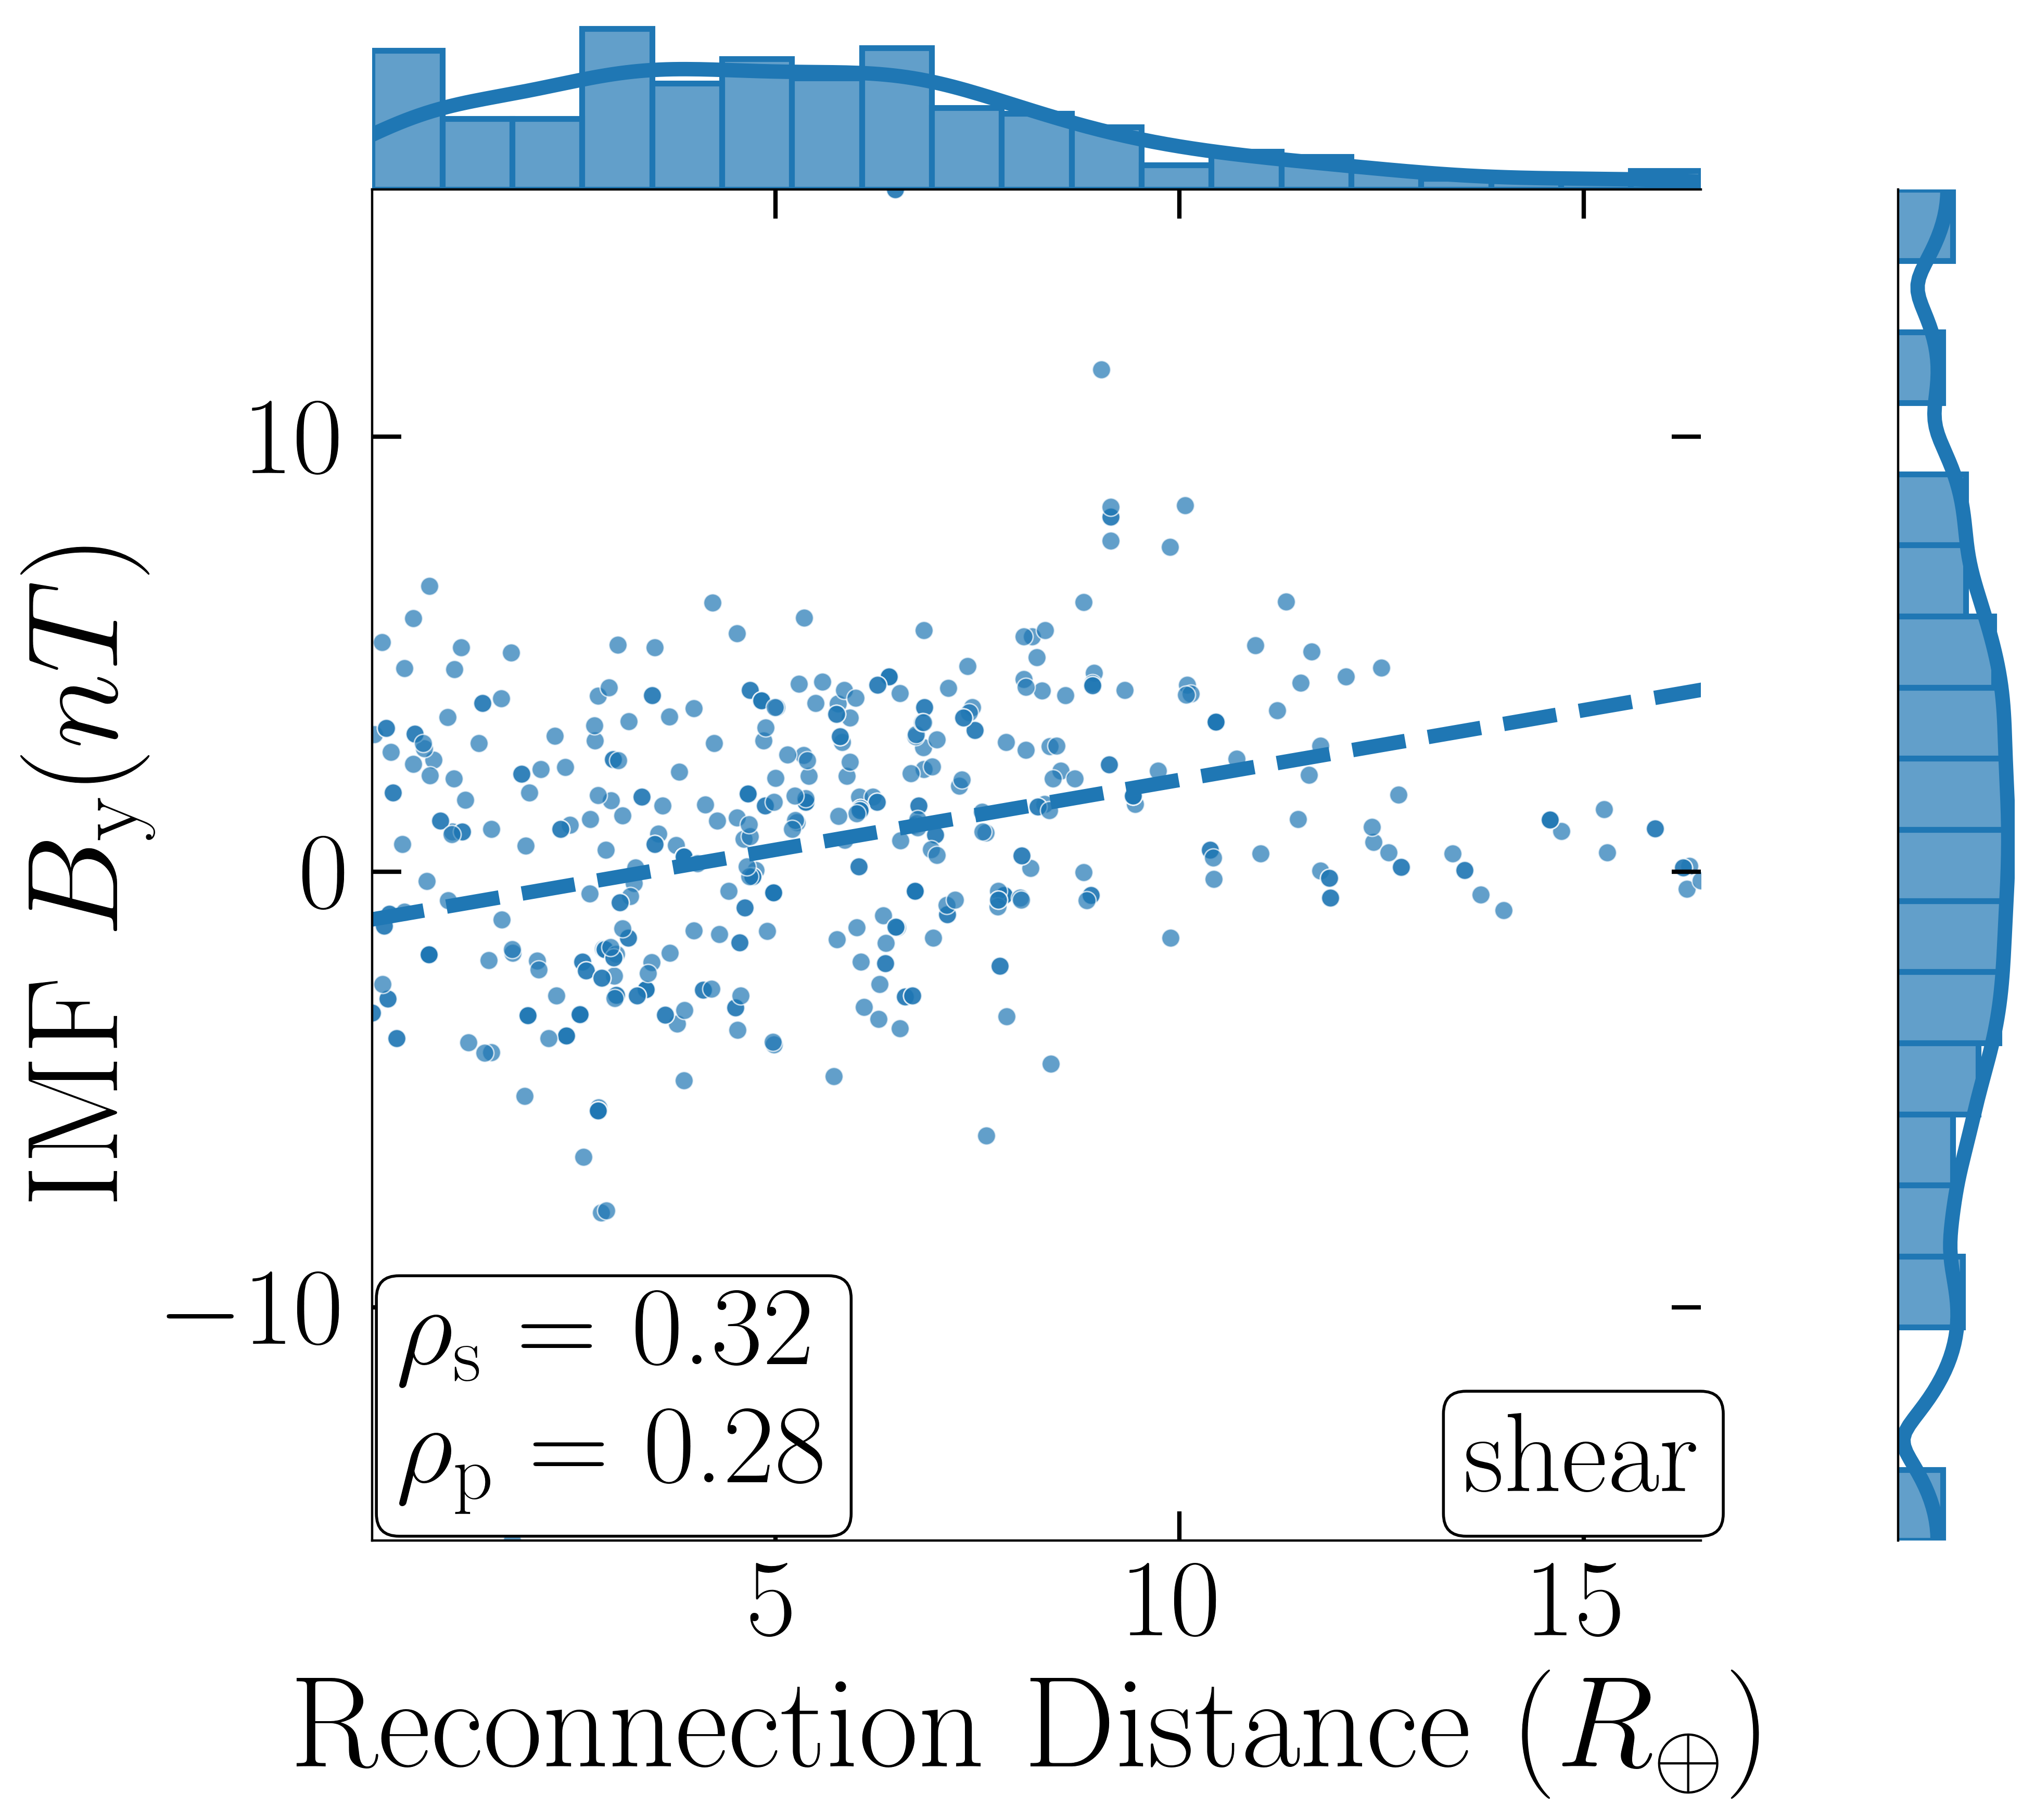 10
0
−10
IMF B_y (nT)
ρ_s = 0.32
ρ_p = 0.28
shear
5 10 15
Reconnection Distance (R_⊕)